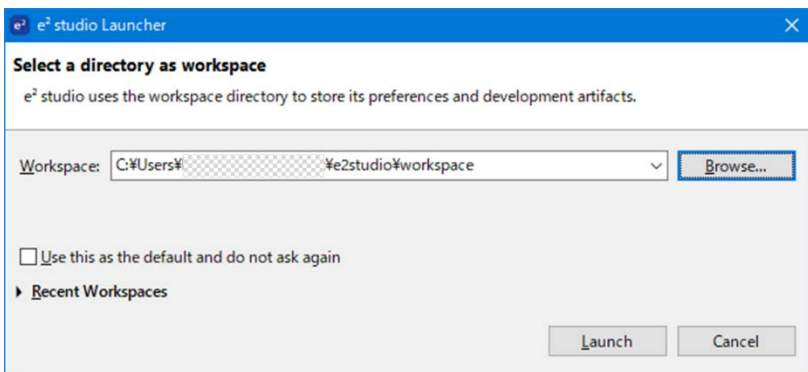 e² studio Launcher
Select a directory as workspace
e² studio uses the workspace directory to store its preferences and development artifacts.
Workspace: C:¥Users¥ ¥e2studio¥workspace Browse...
Use this as the default and do not ask again
Recent Workspaces
Launch Cancel